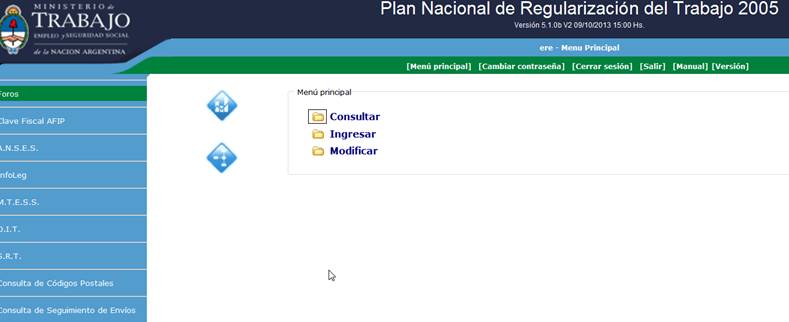 MINISTERIO DE
TRABAJO
EMPLEO Y SEGURIDAD SOCIAL
de la NACION ARGENTINA
Plan Nacional de Regularización del Trabajo 2005
Versión 5.1.0b V2 09/10/2013 15:00 Hs.
ere - Menu Principal
[Menú principal] [Cambiar contraseña] [Cerrar sesión] [Salir] [Manual] [Versión]
Foros
Clave Fiscal AFIP
A.N.S.E.S.
InfoLeg
M.T.E.S.S.
O.I.T.
S.R.T.
Consulta de Códigos Postales
Consulta de Seguimiento de Envíos
Menú principal
Consultar
Ingresar
Modificar